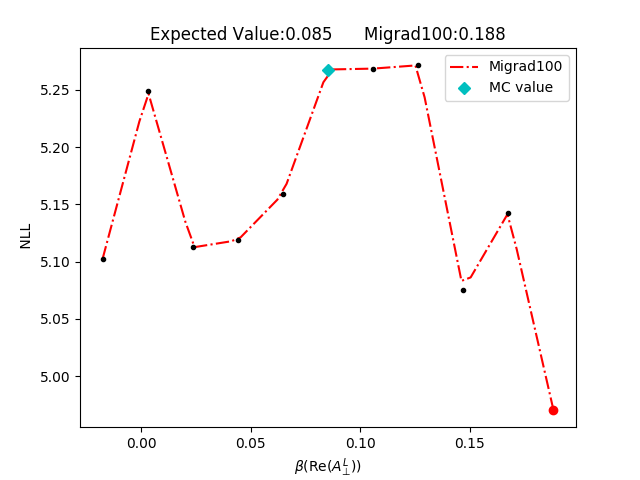 Expected Value:0.085 Migrad100:0.188
Migrad100
MC value
5.25
5.20
5.15
5.10
5.05
5.00
NLL
0.00 0.05 0.10 0.15
β(Re(A⊥ᴸ))